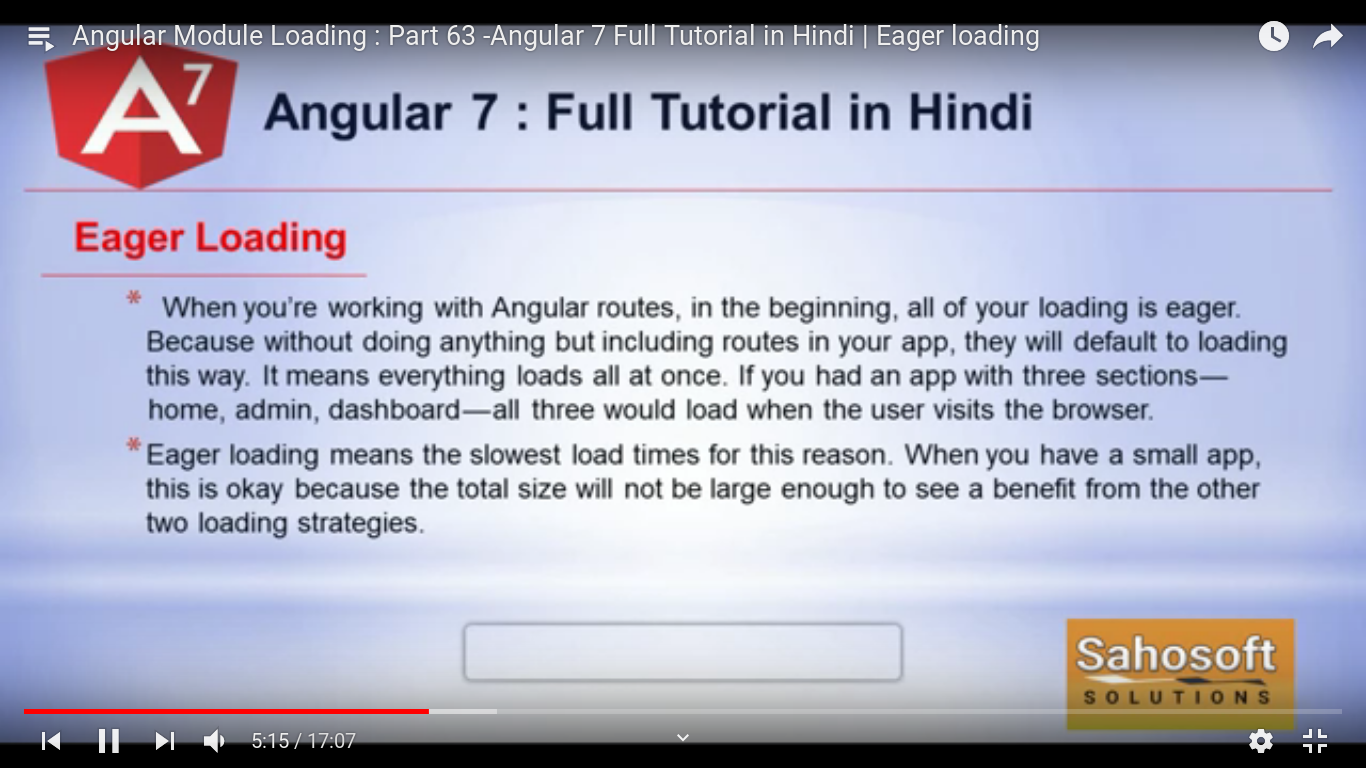 Angular Module Loading : Part 63 -Angular 7 Full Tutorial in Hindi | Eager loading
A7
Angular 7 : Full Tutorial in Hindi
Eager Loading
* When you're working with Angular routes, in the beginning, all of your loading is eager.
Because without doing anything but including routes in your app, they will default to loading
this way. It means everything loads all at once. If you had an app with three sections—
home, admin, dashboard—all three would load when the user visits the browser.
* Eager loading means the slowest load times for this reason. When you have a small app,
this is okay because the total size will not be large enough to see a benefit from the other
two loading strategies.
Sahosoft
SOLUTIONS
5:15 / 17:07